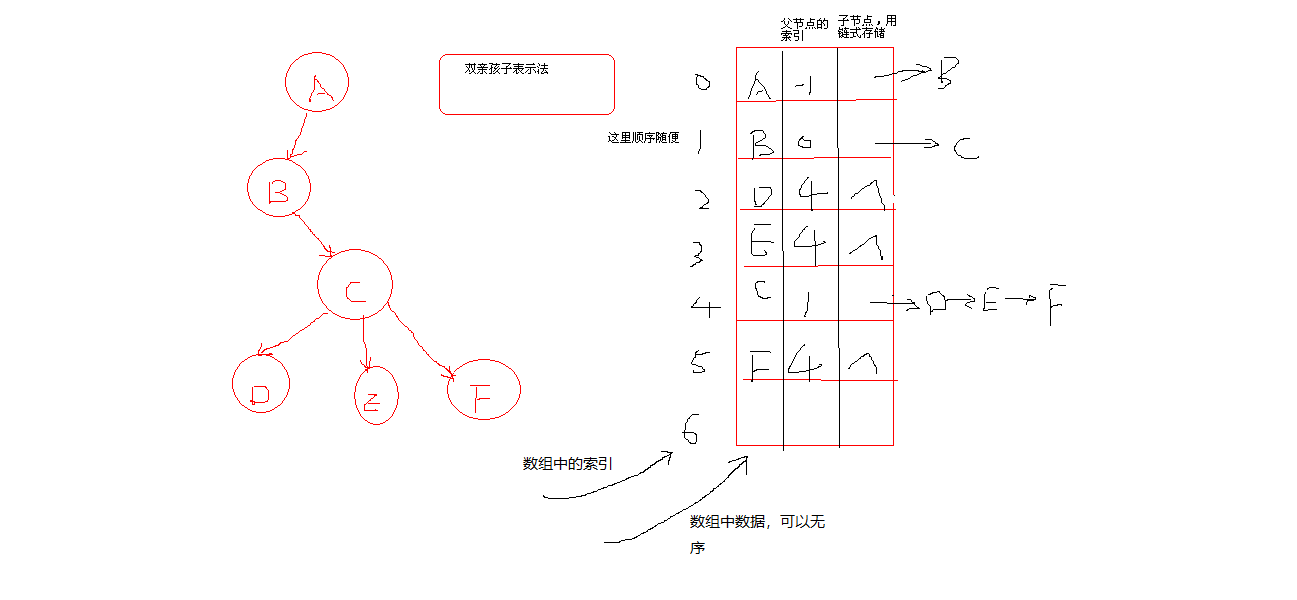 父节点的
索引
子节点，用
链式存储
双亲孩子表示法
这里顺序随便
A
B
C
D
E
F
0 A -1 B
1 B 0 C
2 D 4 ^
3 E 4 ^
4 C 1 D E F
5 F 4 ^
6
数组中的索引
数组中数据，可以无
序